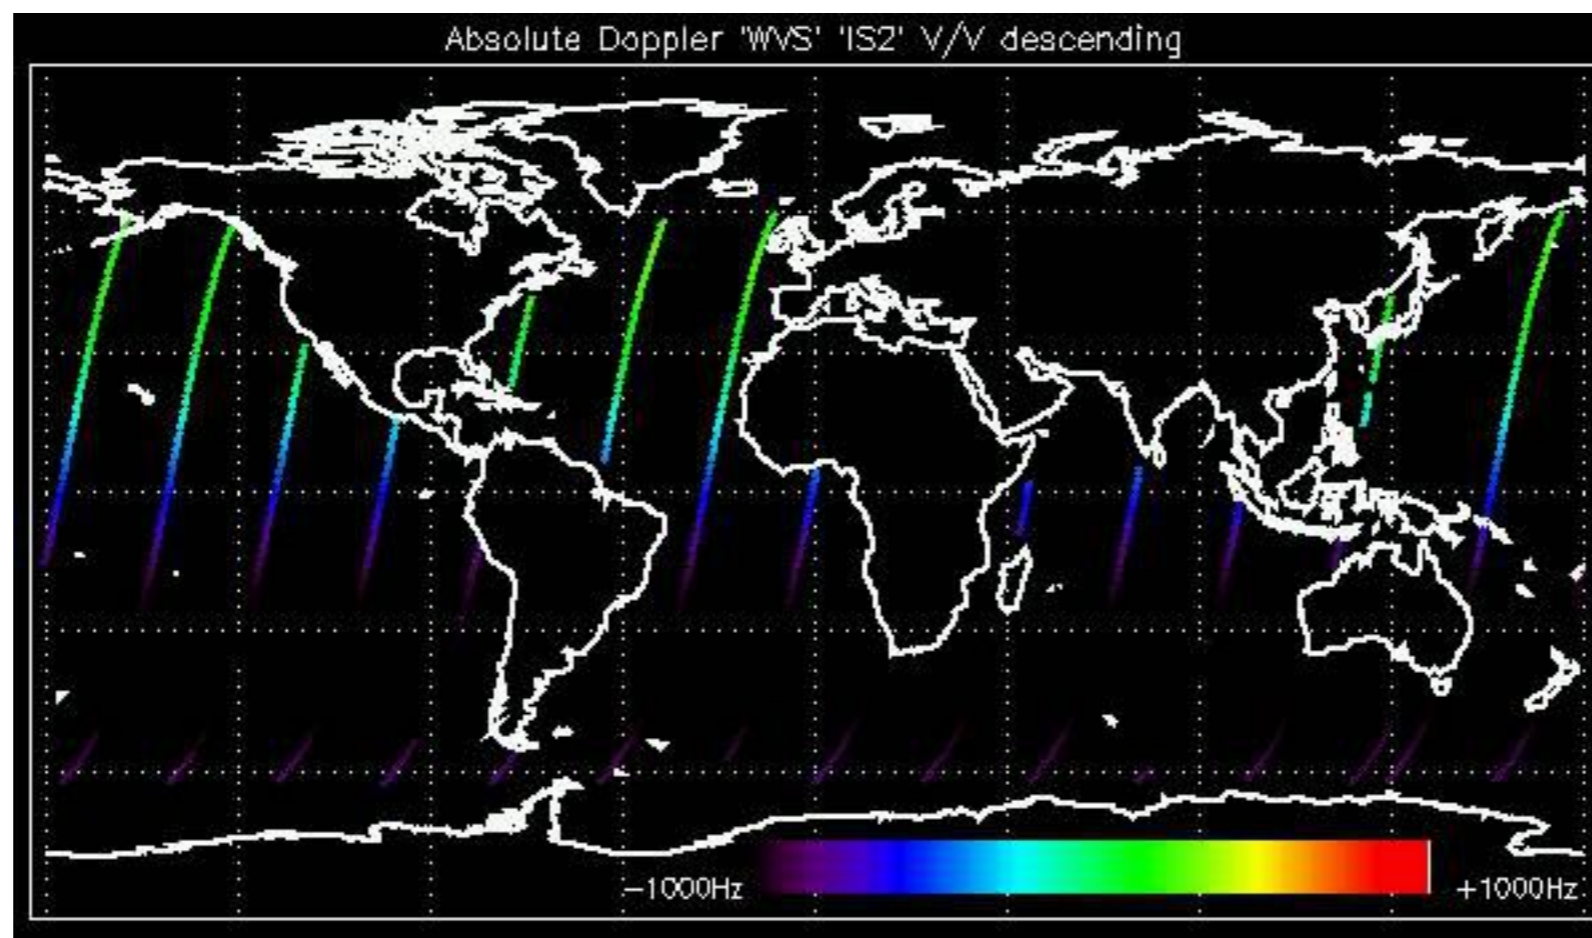 Absolute Doppler 'WVS' 'IS2' V/V descending
−1000Hz
+1000Hz